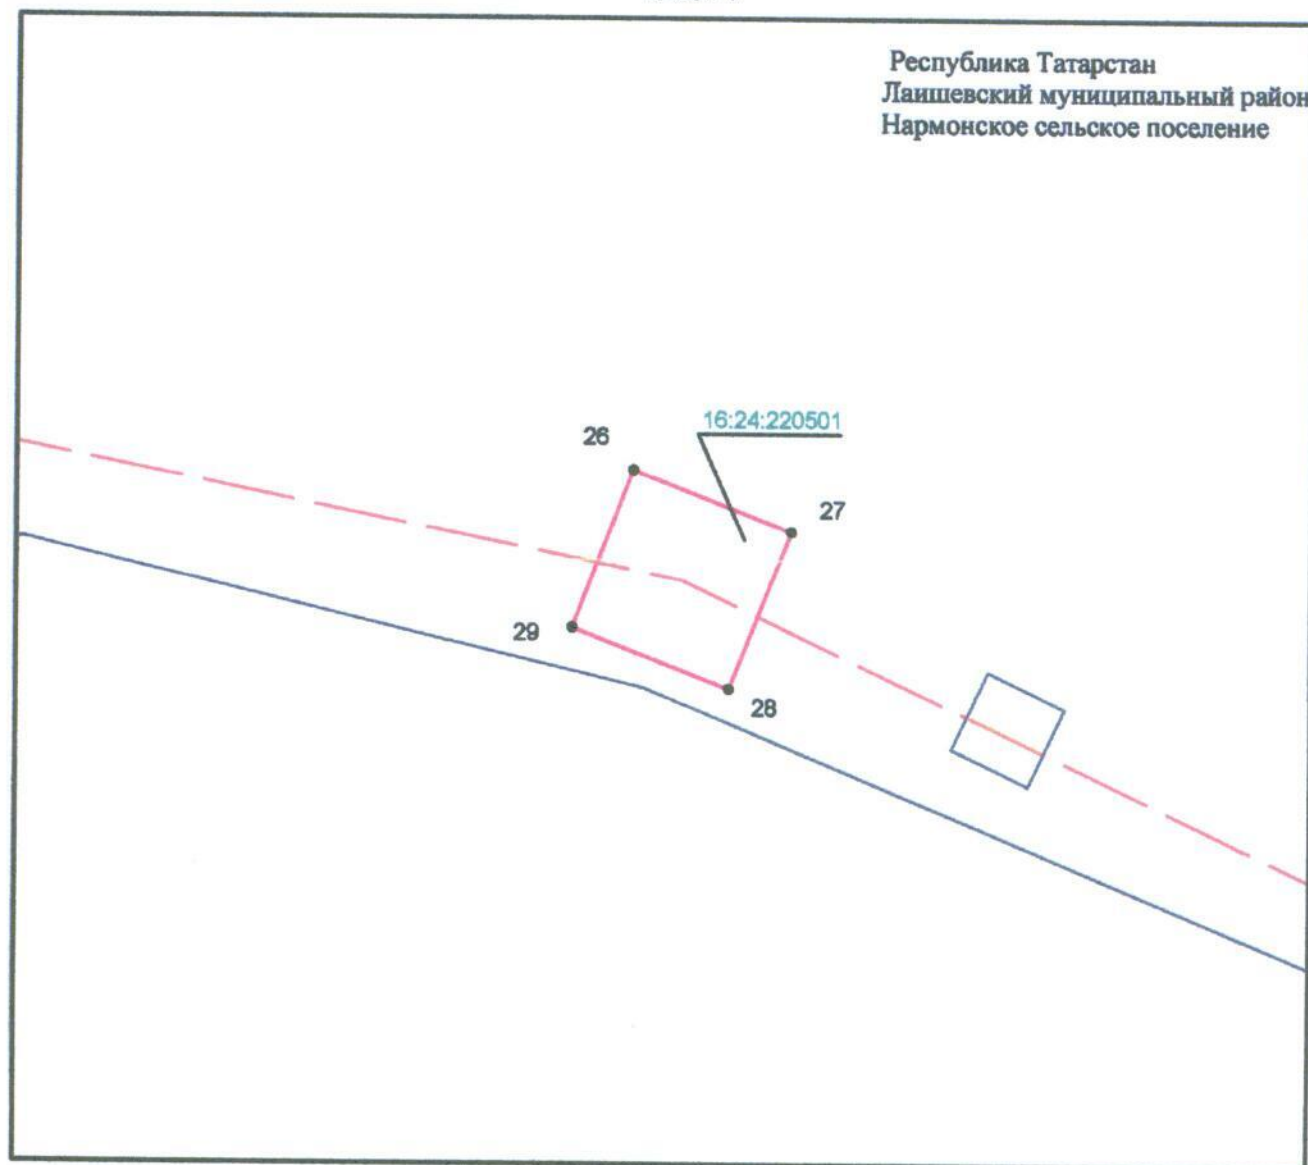 Республика Татарстан
Лаишевский муниципальный район
Нармонское сельское поселение
16:24:220501
26
27
29
28